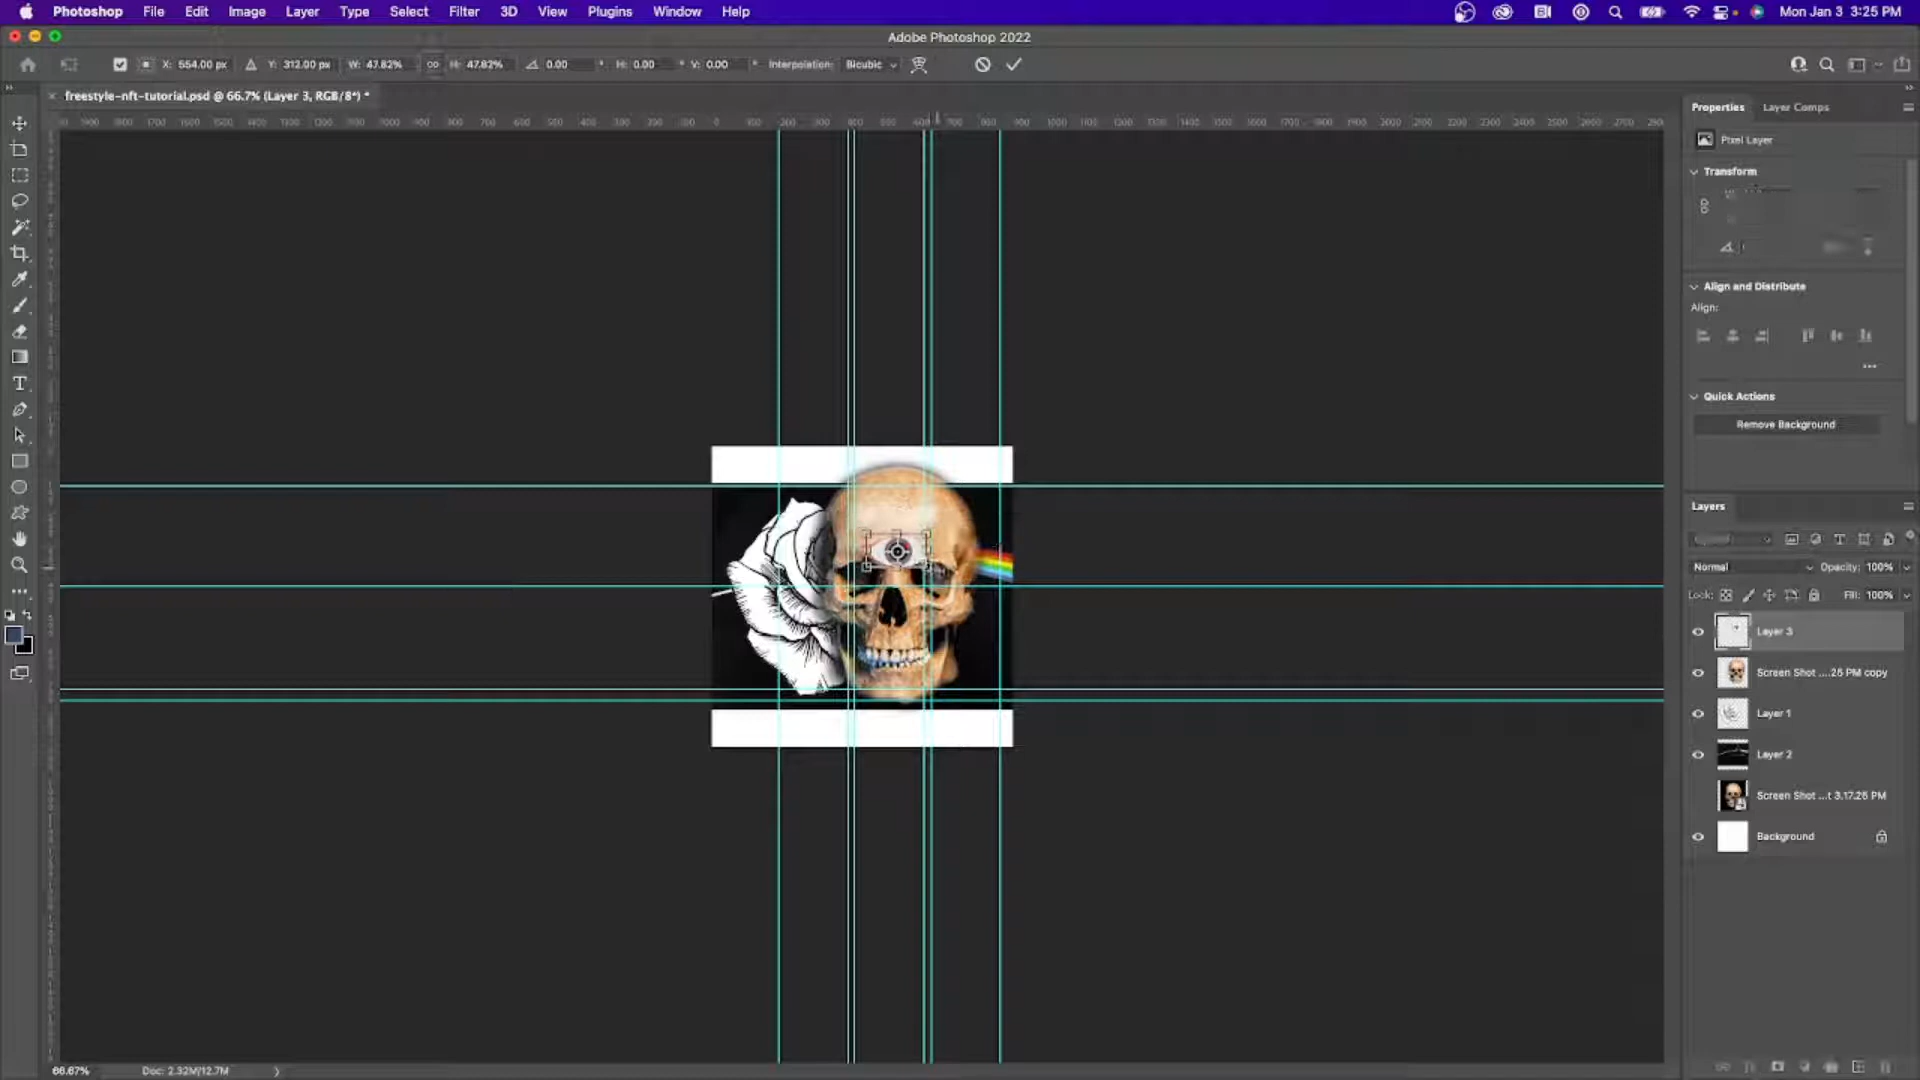 Photoshop File Edit Image Layer Type Select Filter 3D View Plugins Window Help Mon Jan 3 3:25 PM
Adobe Photoshop 2022
X: 554.00 px Y: 312.00 px W: 47.82% H: 47.82% 0.00 ° H: 0.00 ° V: 0.00 ° Interpolation: Bicubic
× freestyle-nft-tutorial.psd @ 66.7% (Layer 3, RGB/8*) *
Properties Layer Comps
Pixel Layer
Transform
Align and Distribute
Align:
Quick Actions
Remove Background
Layers
Normal Opacity: 100%
Lock: Fill: 100%
Layer 3
Screen Shot ....25 PM copy
Layer 1
Layer 2
Screen Shot ...t 3.17.25 PM
Background
66.67% Doc: 2.32M/12.7M